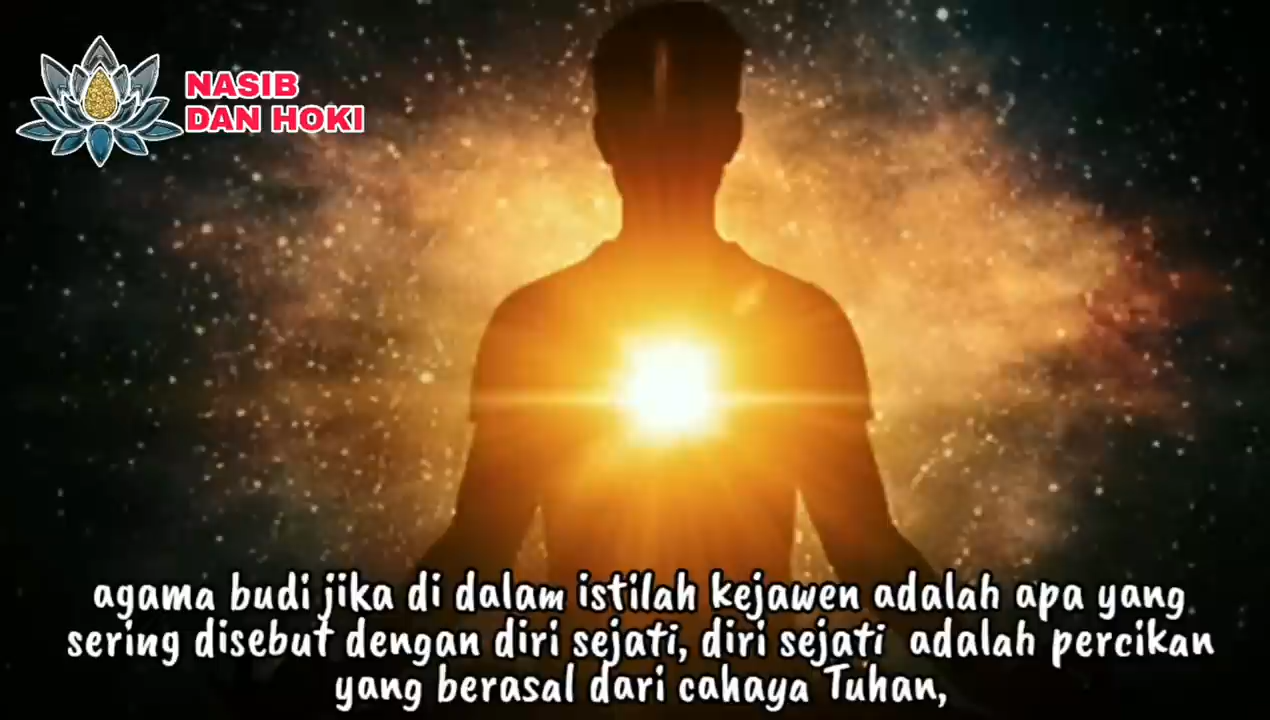 NASIB
DAN HOKI
agama budi jika di dalam istilah kejawen adalah apa yang
sering disebut dengan diri sejati, diri sejati adalah percikan
yang berasal dari cahaya Tuhan,